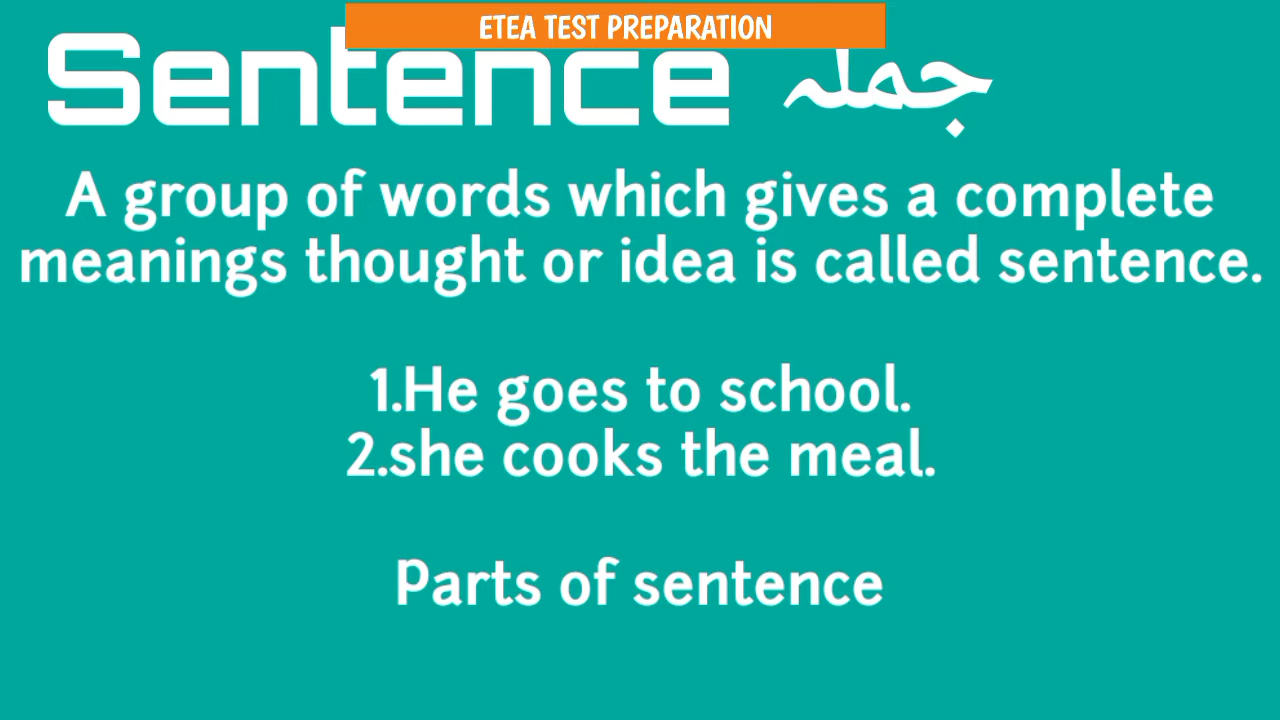 ETEA TEST PREPARATION
Sentence جملہ
A group of words which gives a complete
meanings thought or idea is called sentence.
1.He goes to school.
2.she cooks the meal.
Parts of sentence